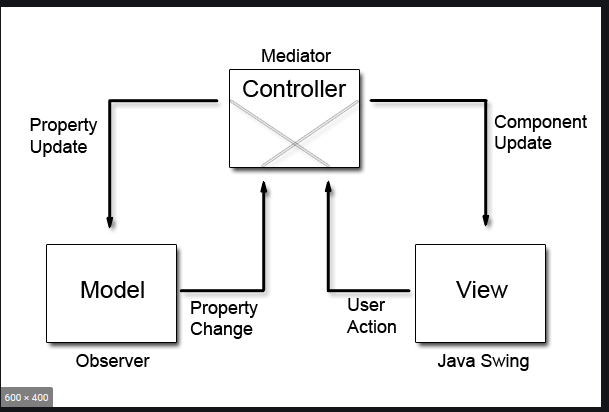 Mediator
Controller
Property
Update
Component
Update
Model
View
Property
Change
User
Action
Observer
Java Swing
600 × 400